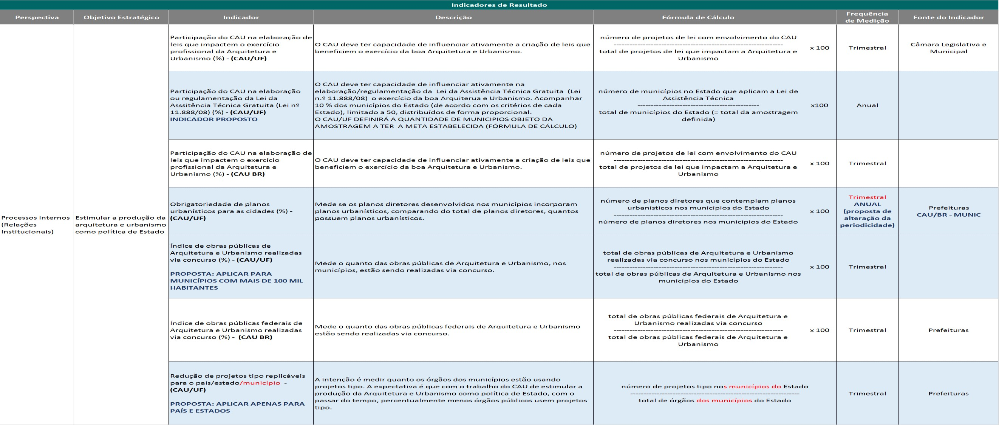 Indicadores de Resultado
Perspectiva
Objetivo Estratégico
Indicador
Descrição
Fórmula de Cálculo
Frequência
de Medição
Fonte do Indicador
Processos Internos
(Relações
Institucionais)
Estimular a produção da
arquitetura e urbanismo
como política de Estado
Participação do CAU na elaboração de
leis que impactem o exercício
profissional da Arquitetura e
Urbanismo (%) - (CAU/UF)
O CAU deve ter capacidade de influenciar ativamente a criação de leis que
beneficiem o exercício da boa Arquitetura e Urbanismo.
número de projetos de lei com envolvimento do CAU
----------------------------------------------------------------
total de projetos de lei que impactam a Arquitetura e
Urbanismo
x 100
Trimestral
Câmara Legislativa e
Municipal
Participação do CAU na elaboração
ou regulamentação da Lei da
Asssitência Técnica Gratuita (Lei nº
11.888/08) (%) - (CAU/UF)
INDICADOR PROPOSTO
O CAU deve ter capacidade de influenciar ativamente na
elaboração/regulamentação da Lei da Assistência Técnica Gratuita (Lei
n.º 11.888/08) o exercício da boa Arquiterua e Urbanismo. Acompanhar
10 % dos municípios do Estado (de acordo com os critérios de cada
Estado), limitado a 50, distribuídos de forma proporcional.
O CAU/UF DEFINIRÁ A QUANTIDADE DE MUNICIPIOS OBJETO DA
AMOSTRAGEM A TER A META ESTABELECIDA (FÓRMULA DE CÁLCULO)
número de municípios no Estado que aplicam a Lei de
Assistência Técnica
----------------------------------------------
total de municípios do Estado (= total da amostragem
definida)
x100
Anual
Participação do CAU na elaboração de
leis que impactem o exercício
profissional da Arquitetura e
Urbanismo (%) - (CAU BR)
O CAU deve ter capacidade de influenciar ativamente a criação de leis que
beneficiem o exercício da boa Arquitetura e Urbanismo.
número de projetos de lei com envolvimento do CAU
----------------------------------------------------------------
total de projetos de lei que impactam a Arquitetura e
Urbanismo
x 100
Trimestral
Obrigatoriedade de planos
urbanísticos para as cidades (%) -
(CAU/UF)
Mede se os planos diretores desenvolvidos nos municípios incorporam
planos urbanísticos, comparando do total de planos diretores, quantos
possuem planos urbanísticos.
número de planos diretores que contemplam planos
urbanísticos nos municípios do Estado
----------------------------------------------------------------
número de planos diretores nos municípios do Estado
x 100
Trimestral
ANUAL
(proposta de
alteração da
periodicidade)
Prefeituras
CAU/BR - MUNIC
Índice de obras públicas de
Arquitetura e Urbanismo realizadas
via concurso (%) - (CAU/UF)
PROPOSTA: APLICAR PARA
MUNICÍPIOS COM MAIS DE 100 MIL
HABITANTES
Mede o quanto das obras públicas de Arquitetura e Urbanismo, nos
municípios, estão sendo realizadas via concurso.
total de obras públicas de Arquitetura e Urbanismo
realizadas via concurso nos municípios do Estado
----------------------------------------------------------------
total de obras públicas de Arquitetura e Urbanismo nos
municípios do Estado
x 100
Trimestral
Índice de obras públicas federais de
Arquitetura e Urbanismo realizadas
via concurso (%) - (CAU BR)
Mede o quanto das obras públicas federais de Arquitetura e Urbanismo
estão sendo realizadas via concurso.
total de obras públicas federais de Arquitetura e
Urbanismo realizadas via concurso
----------------------------------------------------------------
total de obras públicas federais de Arquitetura e
Urbanismo
x 100
Trimestral
Prefeituras
Redução de projetos tipo replicáveis
para o país/estado/município -
(CAU/UF)
PROPOSTA: APLICAR APENAS PARA
PAÍS E ESTADOS
A intenção é medir quanto os órgãos dos municípios estão usando
projetos tipo. A expectativa é que com o trabalho do CAU de estimular a
produção da Arquitetura e Urbanismo como política de Estado, com o
passar do tempo, percentualmente menos órgãos públicos usem projetos
tipo.
número de projetos tipo nos municípios do Estado
----------------------------------------------------------------
total de órgãos dos municípios do Estado
Trimestral
Prefeituras